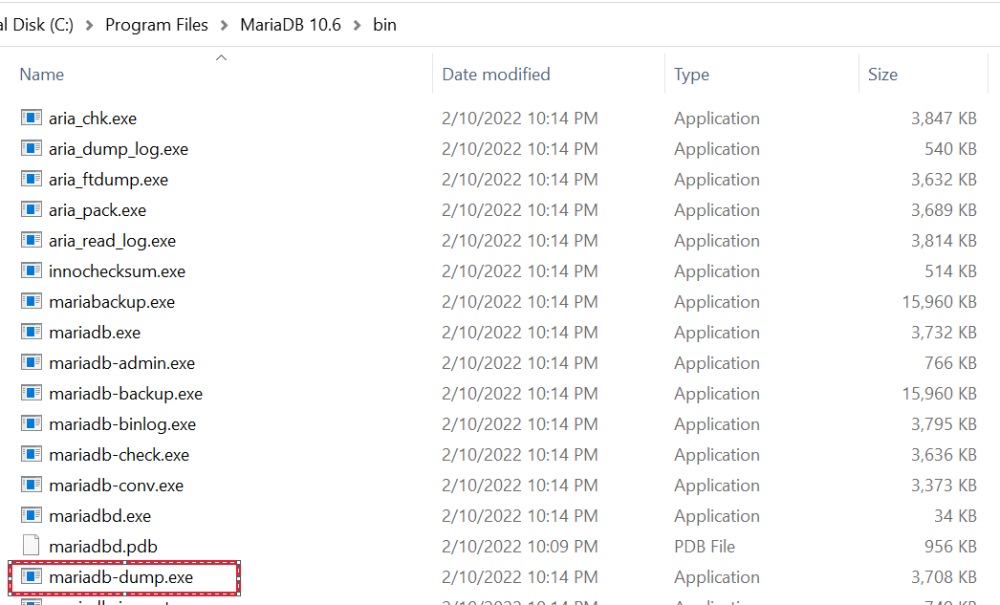 al Disk (C:) > Program Files > MariaDB 10.6 > bin
Name Date modified Type Size
aria_chk.exe 2/10/2022 10:14 PM Application 3,847 KB
aria_dump_log.exe 2/10/2022 10:14 PM Application 540 KB
aria_ftdump.exe 2/10/2022 10:14 PM Application 3,632 KB
aria_pack.exe 2/10/2022 10:14 PM Application 3,689 KB
aria_read_log.exe 2/10/2022 10:14 PM Application 3,814 KB
innochecksum.exe 2/10/2022 10:14 PM Application 514 KB
mariabackup.exe 2/10/2022 10:14 PM Application 15,960 KB
mariadb.exe 2/10/2022 10:14 PM Application 3,732 KB
mariadb-admin.exe 2/10/2022 10:14 PM Application 766 KB
mariadb-backup.exe 2/10/2022 10:14 PM Application 15,960 KB
mariadb-binlog.exe 2/10/2022 10:14 PM Application 3,795 KB
mariadb-check.exe 2/10/2022 10:14 PM Application 3,636 KB
mariadb-conv.exe 2/10/2022 10:14 PM Application 3,373 KB
mariadbd.exe 2/10/2022 10:14 PM Application 34 KB
mariadbd.pdb 2/10/2022 10:09 PM PDB File 956 KB
mariadb-dump.exe 2/10/2022 10:14 PM Application 3,708 KB